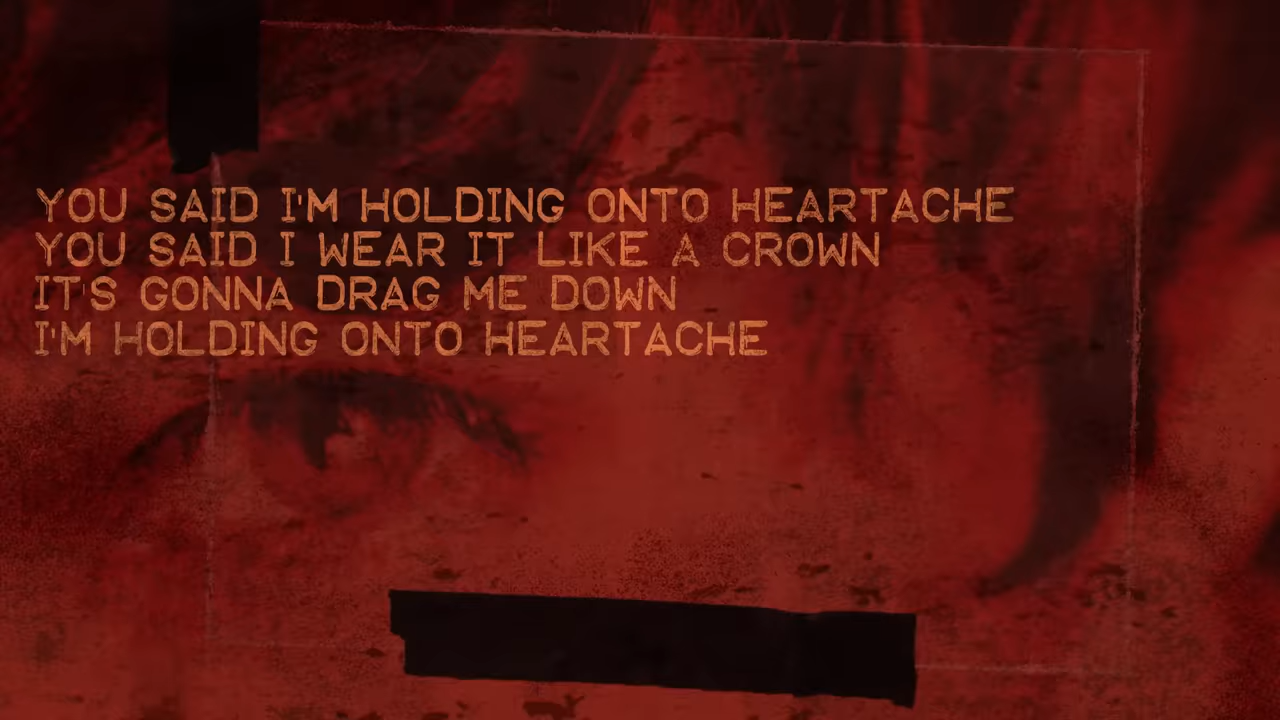 YOU SAID I'M HOLDING ONTO HEARTACHE
YOU SAID I WEAR IT LIKE A CROWN
IT'S GONNA DRAG ME DOWN
I'M HOLDING ONTO HEARTACHE